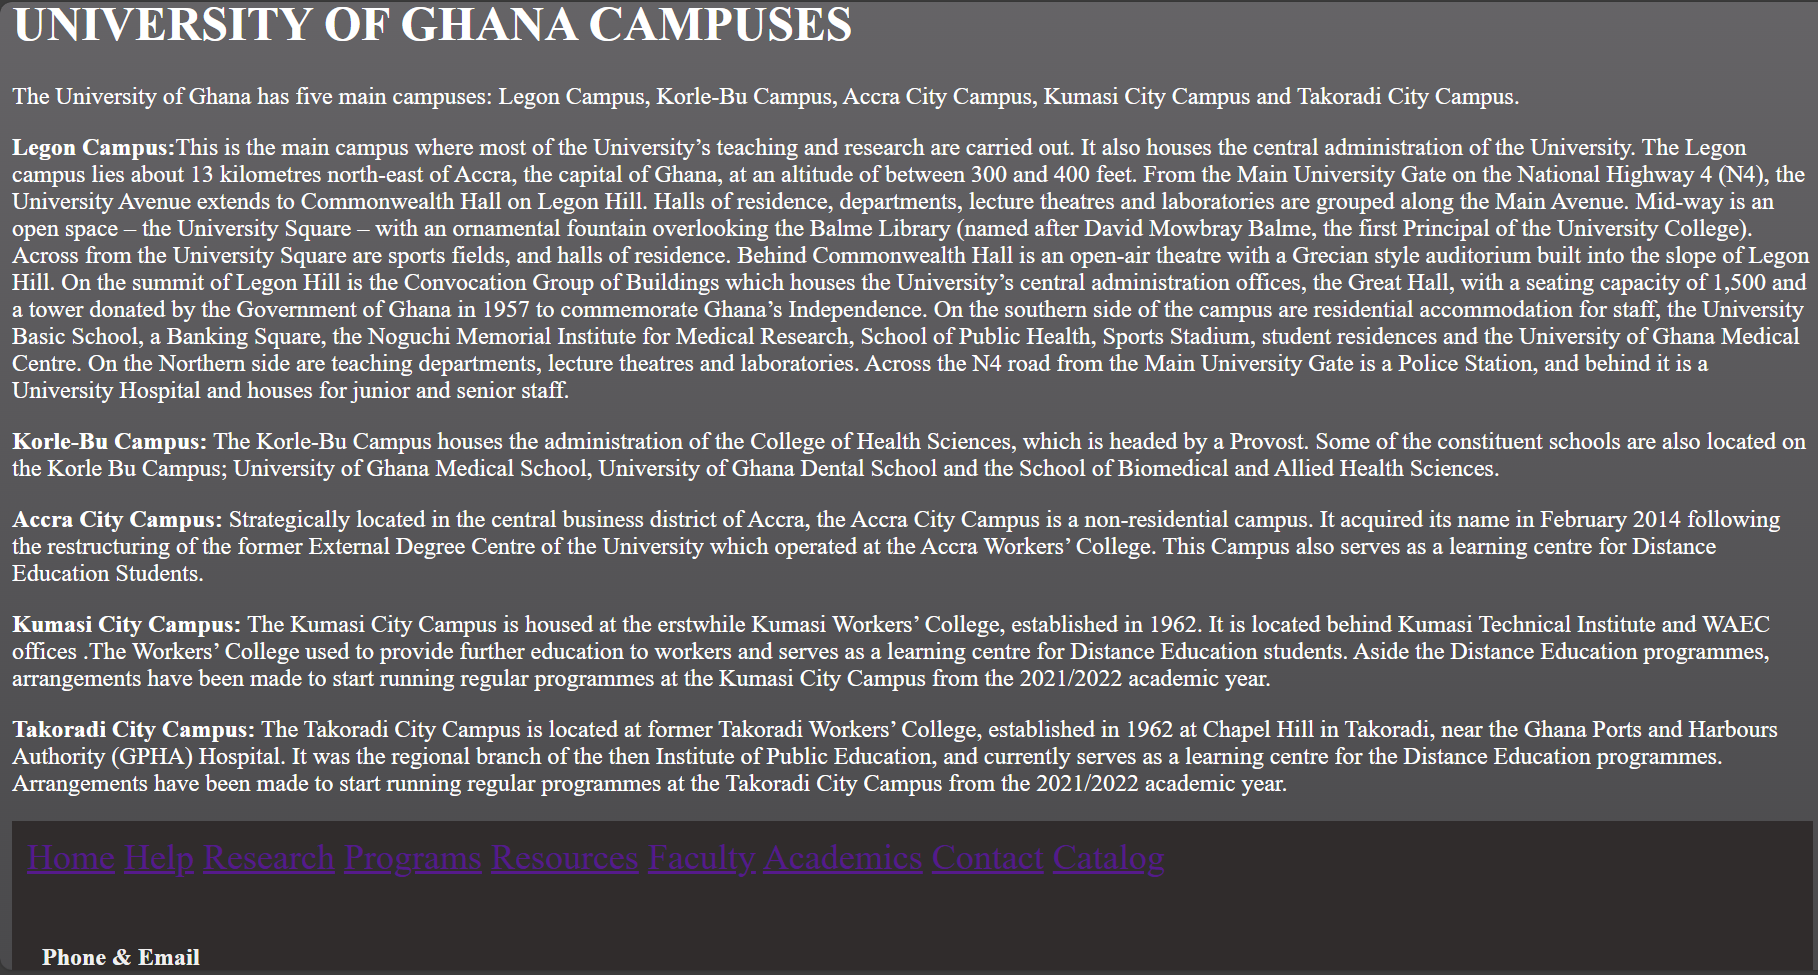 UNIVERSITY OF GHANA CAMPUSES
The University of Ghana has five main campuses: Legon Campus, Korle-Bu Campus, Accra City Campus, Kumasi City Campus and Takoradi City Campus.
Legon Campus:This is the main campus where most of the University’s teaching and research are carried out. It also houses the central administration of the University. The Legon
campus lies about 13 kilometres north-east of Accra, the capital of Ghana, at an altitude of between 300 and 400 feet. From the Main University Gate on the National Highway 4 (N4), the
University Avenue extends to Commonwealth Hall on Legon Hill. Halls of residence, departments, lecture theatres and laboratories are grouped along the Main Avenue. Mid-way is an
open space – the University Square – with an ornamental fountain overlooking the Balme Library (named after David Mowbray Balme, the first Principal of the University College).
Across from the University Square are sports fields, and halls of residence. Behind Commonwealth Hall is an open-air theatre with a Grecian style auditorium built into the slope of Legon
Hill. On the summit of Legon Hill is the Convocation Group of Buildings which houses the University’s central administration offices, the Great Hall, with a seating capacity of 1,500 and
a tower donated by the Government of Ghana in 1957 to commemorate Ghana’s Independence. On the southern side of the campus are residential accommodation for staff, the University
Basic School, a Banking Square, the Noguchi Memorial Institute for Medical Research, School of Public Health, Sports Stadium, student residences and the University of Ghana Medical
Centre. On the Northern side are teaching departments, lecture theatres and laboratories. Across the N4 road from the Main University Gate is a Police Station, and behind it is a
University Hospital and houses for junior and senior staff.
Korle-Bu Campus: The Korle-Bu Campus houses the administration of the College of Health Sciences, which is headed by a Provost. Some of the constituent schools are also located on
the Korle Bu Campus; University of Ghana Medical School, University of Ghana Dental School and the School of Biomedical and Allied Health Sciences.
Accra City Campus: Strategically located in the central business district of Accra, the Accra City Campus is a non-residential campus. It acquired its name in February 2014 following
the restructuring of the former External Degree Centre of the University which operated at the Accra Workers’ College. This Campus also serves as a learning centre for Distance
Education Students.
Kumasi City Campus: The Kumasi City Campus is housed at the erstwhile Kumasi Workers’ College, established in 1962. It is located behind Kumasi Technical Institute and WAEC
offices .The Workers’ College used to provide further education to workers and serves as a learning centre for Distance Education students. Aside the Distance Education programmes,
arrangements have been made to start running regular programmes at the Kumasi City Campus from the 2021/2022 academic year.
Takoradi City Campus: The Takoradi City Campus is located at former Takoradi Workers’ College, established in 1962 at Chapel Hill in Takoradi, near the Ghana Ports and Harbours
Authority (GPHA) Hospital. It was the regional branch of the then Institute of Public Education, and currently serves as a learning centre for the Distance Education programmes.
Arrangements have been made to start running regular programmes at the Takoradi City Campus from the 2021/2022 academic year.
Home Help Research Programs Resources Faculty Academics Contact Catalog
Phone & Email